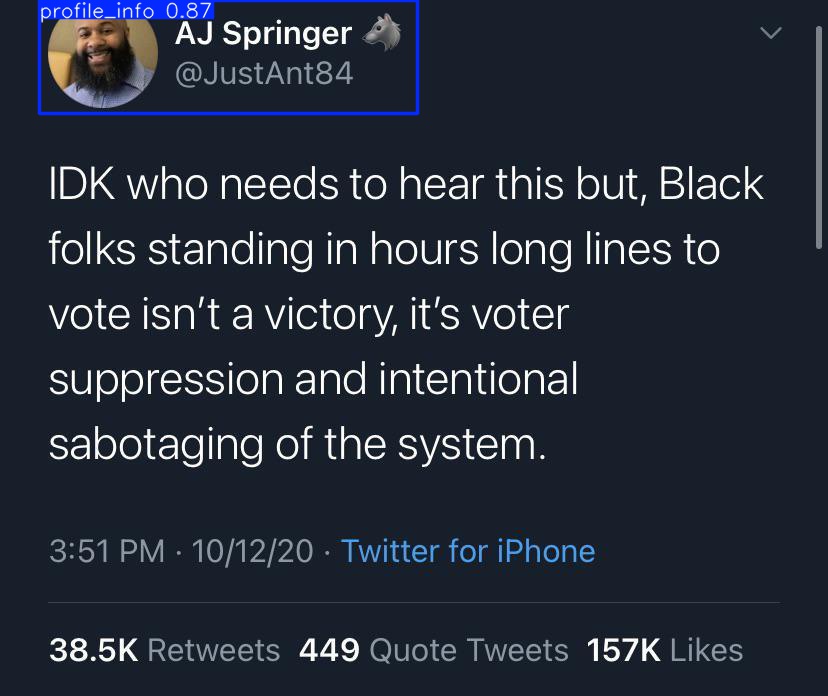 profile_info 0.87
AJ Springer 🐺
@JustAnt84
IDK who needs to hear this but, Black
folks standing in hours long lines to
vote isn’t a victory, it’s voter
suppression and intentional
sabotaging of the system.
3:51 PM · 10/12/20 · Twitter for iPhone
38.5K Retweets 449 Quote Tweets 157K Likes